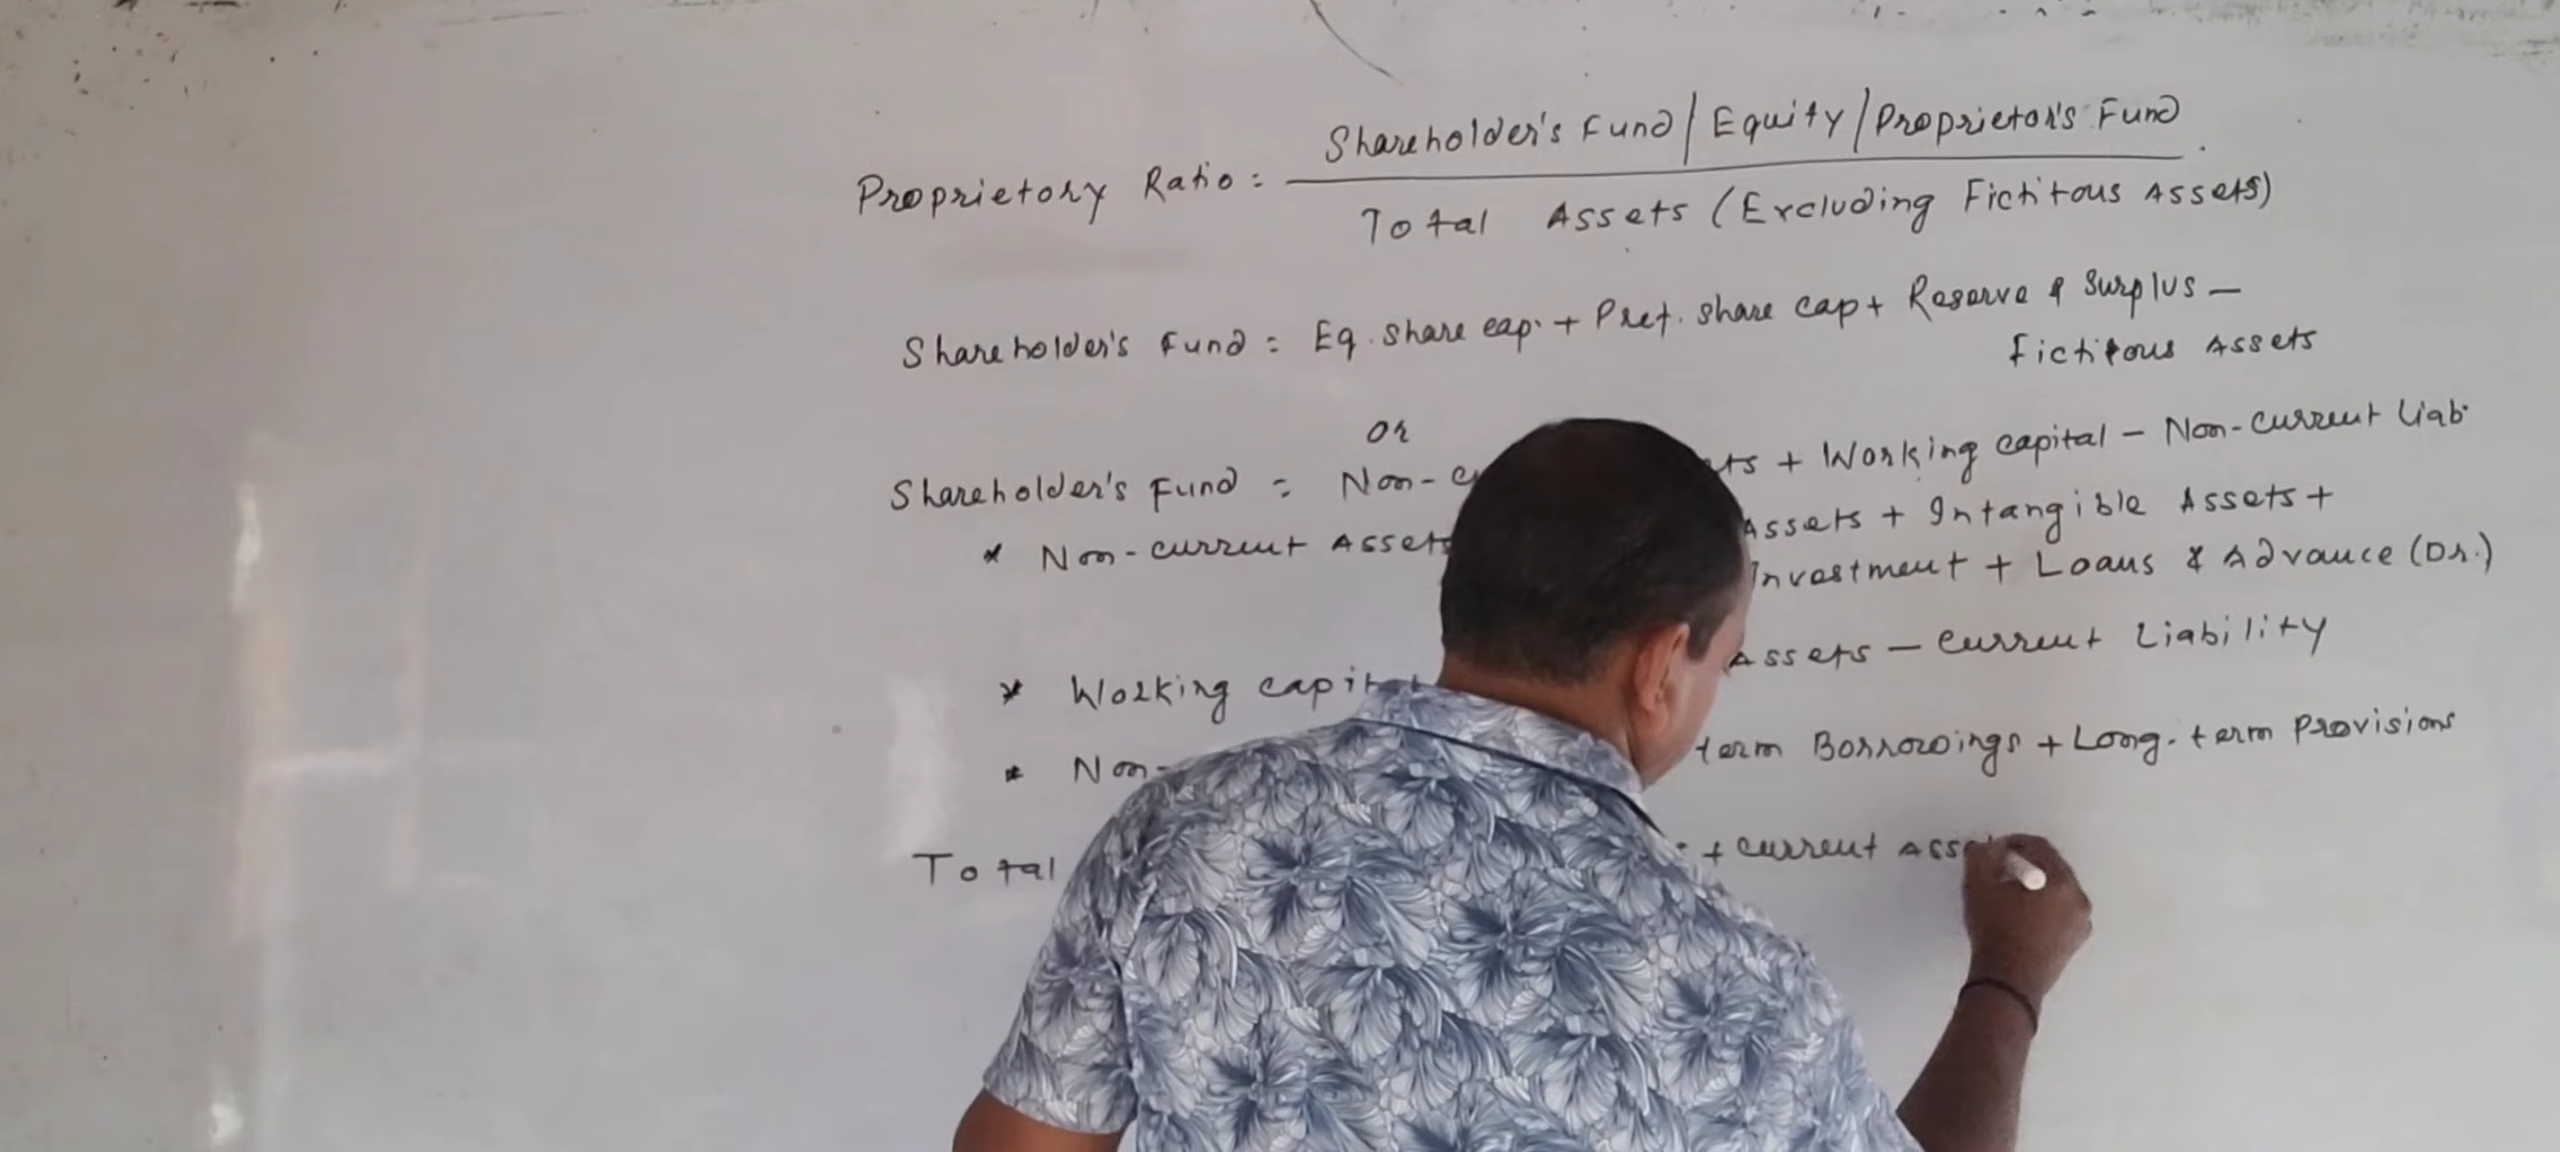 Proprietory Ratio = Shareholder's Fund / Equity / Proprietor's Fund
Total Assets (Excluding Fictitous Assets)
Shareholder's Fund = Eq. Share cap. + Pref. Share cap + Reserve & Surplus –
Fictitous Assets
or
Shareholder's Fund = Non- + Working capital – Non-current Liab.
* Non-current Assets Assets + Intangible Assets +
Investment + Loans & Advance (Dr.)
* Working Assets – Current Liability
* Non- term Borrowings + Long-term Provisions
Total + Current